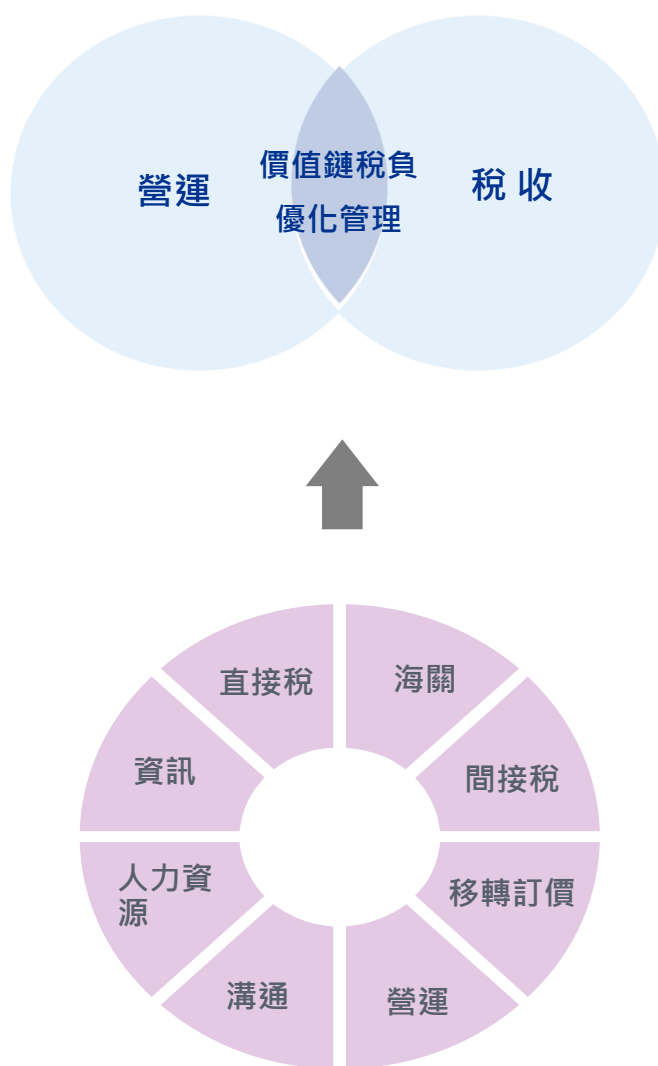 營運
價值鏈稅負
優化管理
稅收
直接稅
海關
資訊
間接稅
人力資
源
移轉訂價
溝通
營運